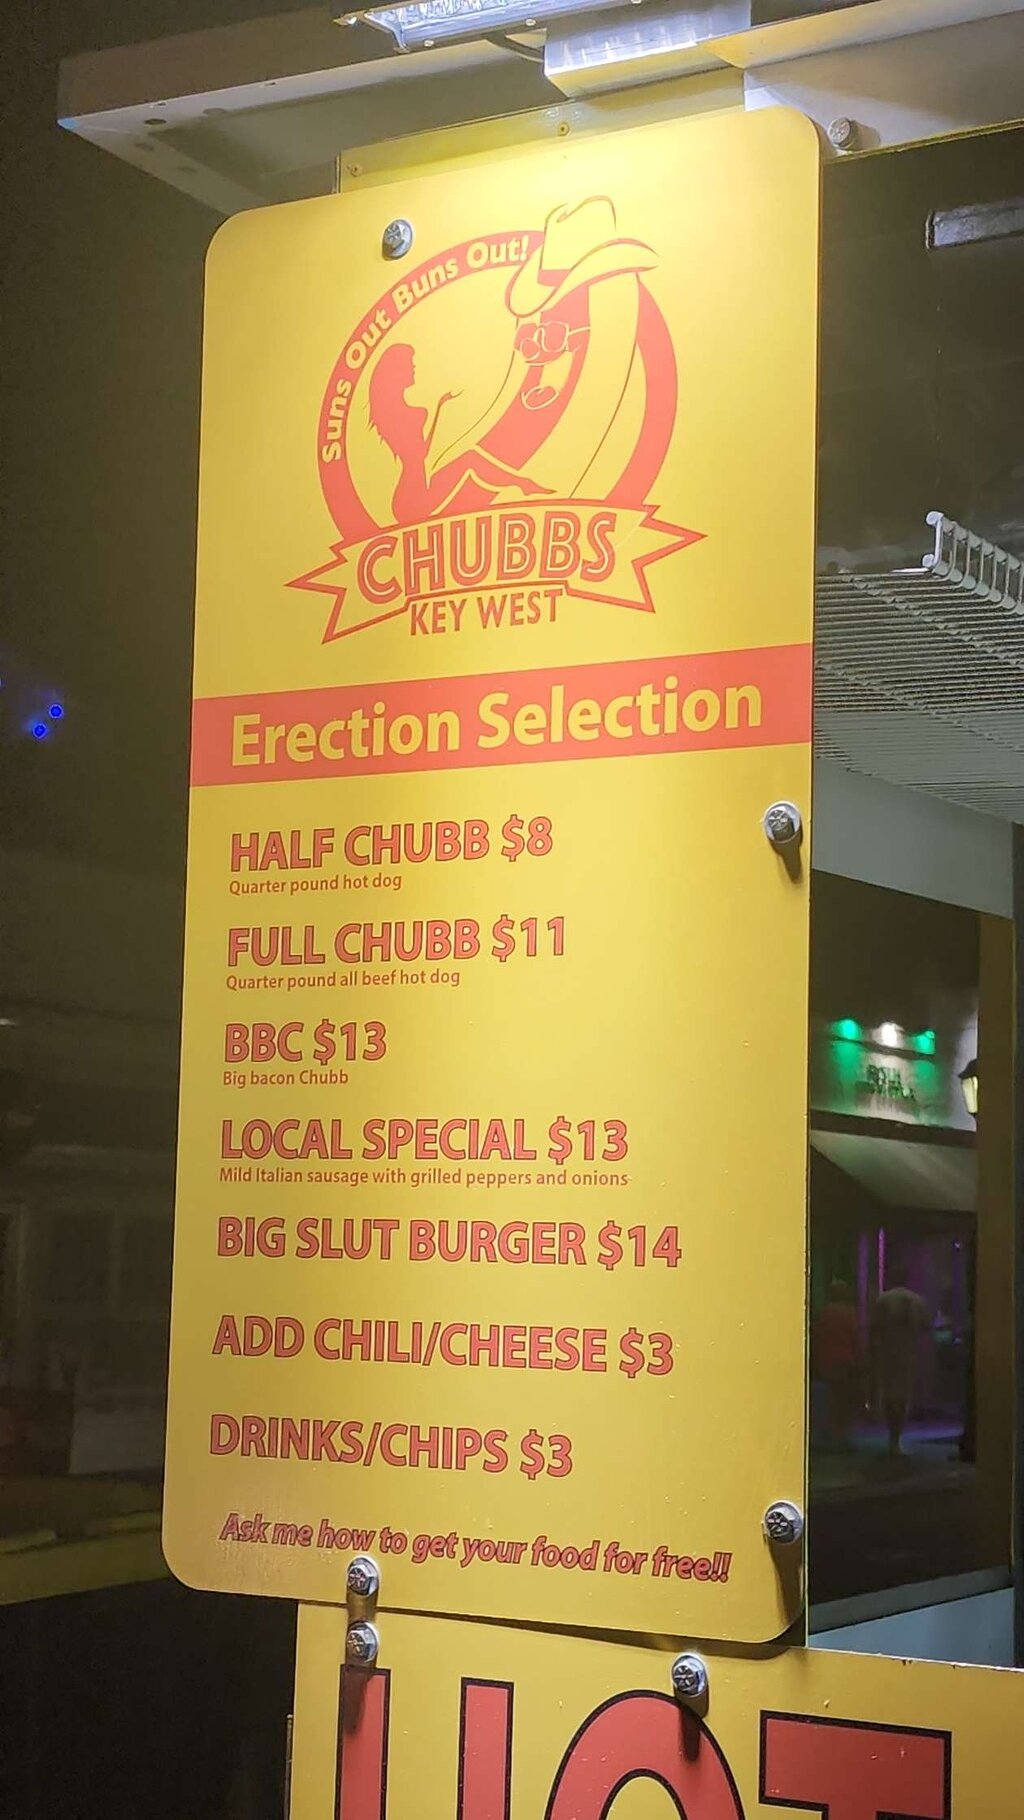 Suns Out Buns Out!
CHUBBS
KEY WEST
Erection Selection
HALF CHUBB $8
Quarter pound hot dog
FULL CHUBB $11
Quarter pound all beef hot dog
BBC $13
Big bacon Chubb
LOCAL SPECIAL $13
Mild Italian sausage with grilled peppers and onions
BIG SLUT BURGER $14
ADD CHILI/CHEESE $3
DRINKS/CHIPS $3
Ask me how to get your food for free!!
HOT